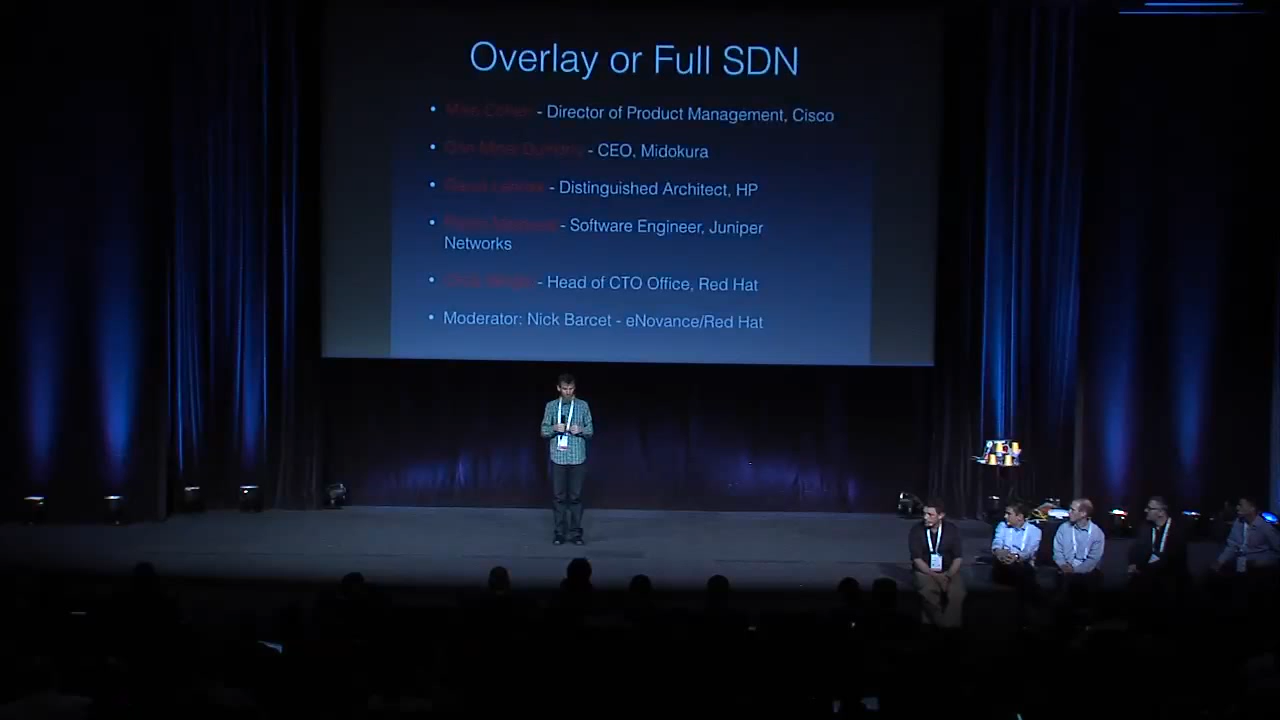 Overlay or Full SDN
• - Director of Product Management, Cisco
• - CEO, Midokura
• - Distinguished Architect, HP
• - Software Engineer, Juniper
Networks
• - Head of CTO Office, Red Hat
• Moderator: Nick Barcet - eNovance/Red Hat